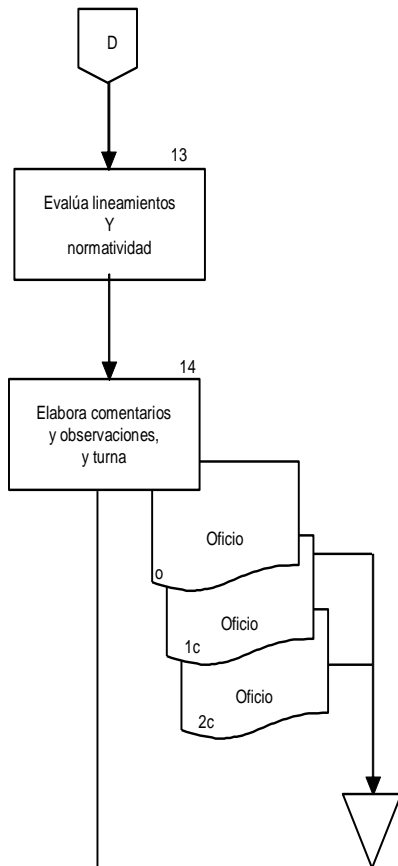 D
13
Evalúa lineamientos
Y
normatividad
14
Elabora comentarios
y observaciones,
y turna
Oficio
o
Oficio
1c
Oficio
2c